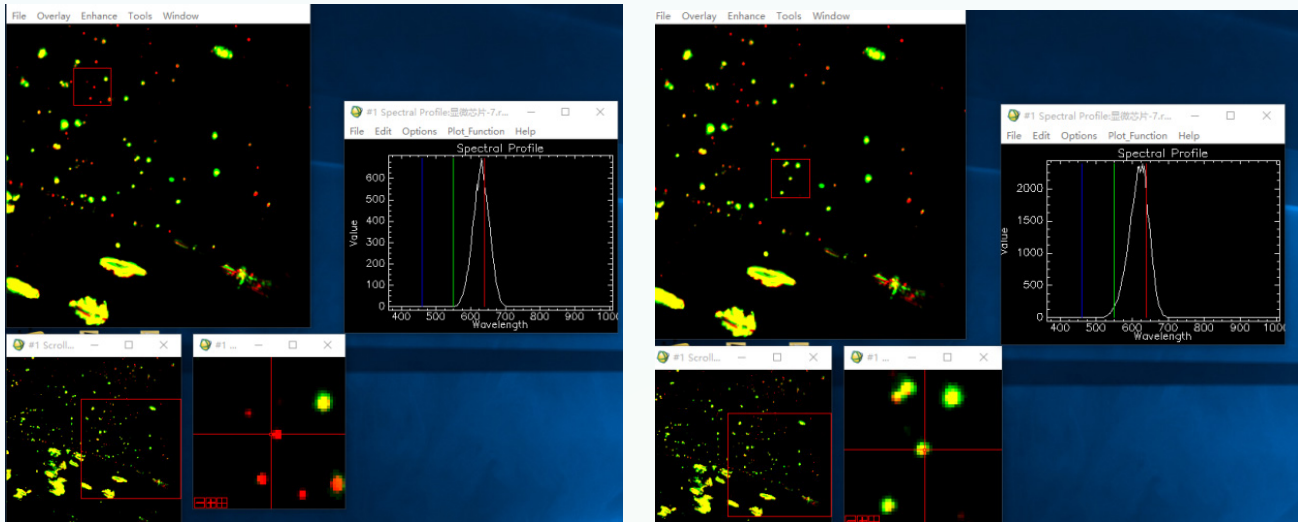 File Overlay Enhance Tools Window
#1 Spectral Profile:显微芯片-7.r...
File Edit Options Plot_Function Help
Spectral Profile
Value
600
500
400
300
200
100
0
400 500 600 700 800 900 1000
Wavelength
#1 Scroll...
#1 ...
File Overlay Enhance Tools Window
#1 Spectral Profile:显微芯片-7.r...
File Edit Options Plot_Function Help
Spectral Profile
Value
2000
1500
1000
500
0
400 500 600 700 800 900 1000
Wavelength
#1 Scroll...
#1 ...